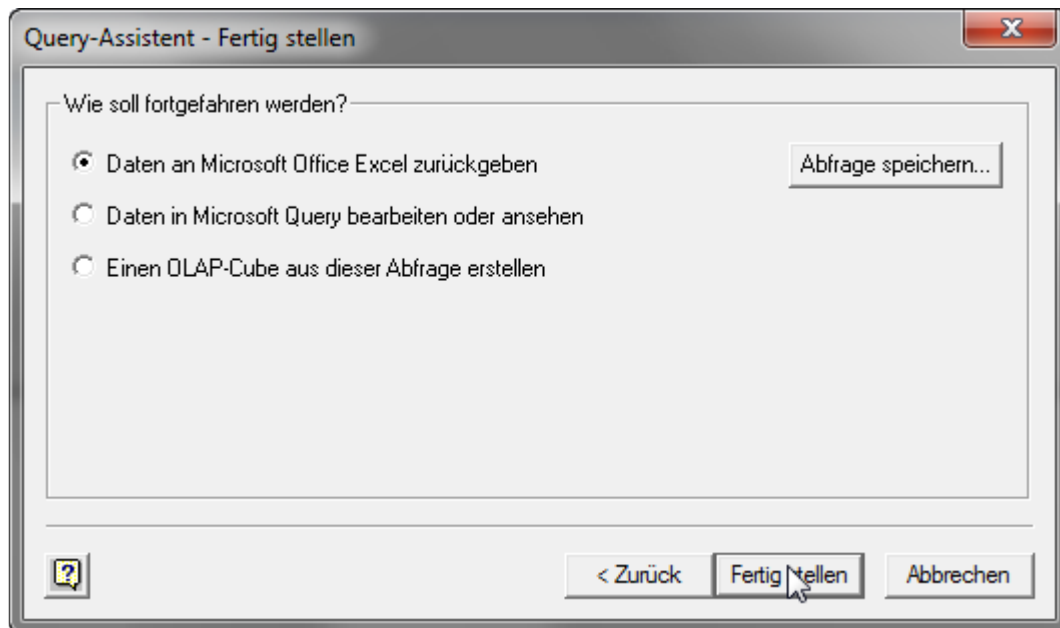 Query-Assistent - Fertig stellen
Wie soll fortgefahren werden?
Daten an Microsoft Office Excel zurückgeben
Abfrage speichern...
Daten in Microsoft Query bearbeiten oder ansehen
Einen OLAP-Cube aus dieser Abfrage erstellen
?
< Zurück
Fertig stellen
Abbrechen